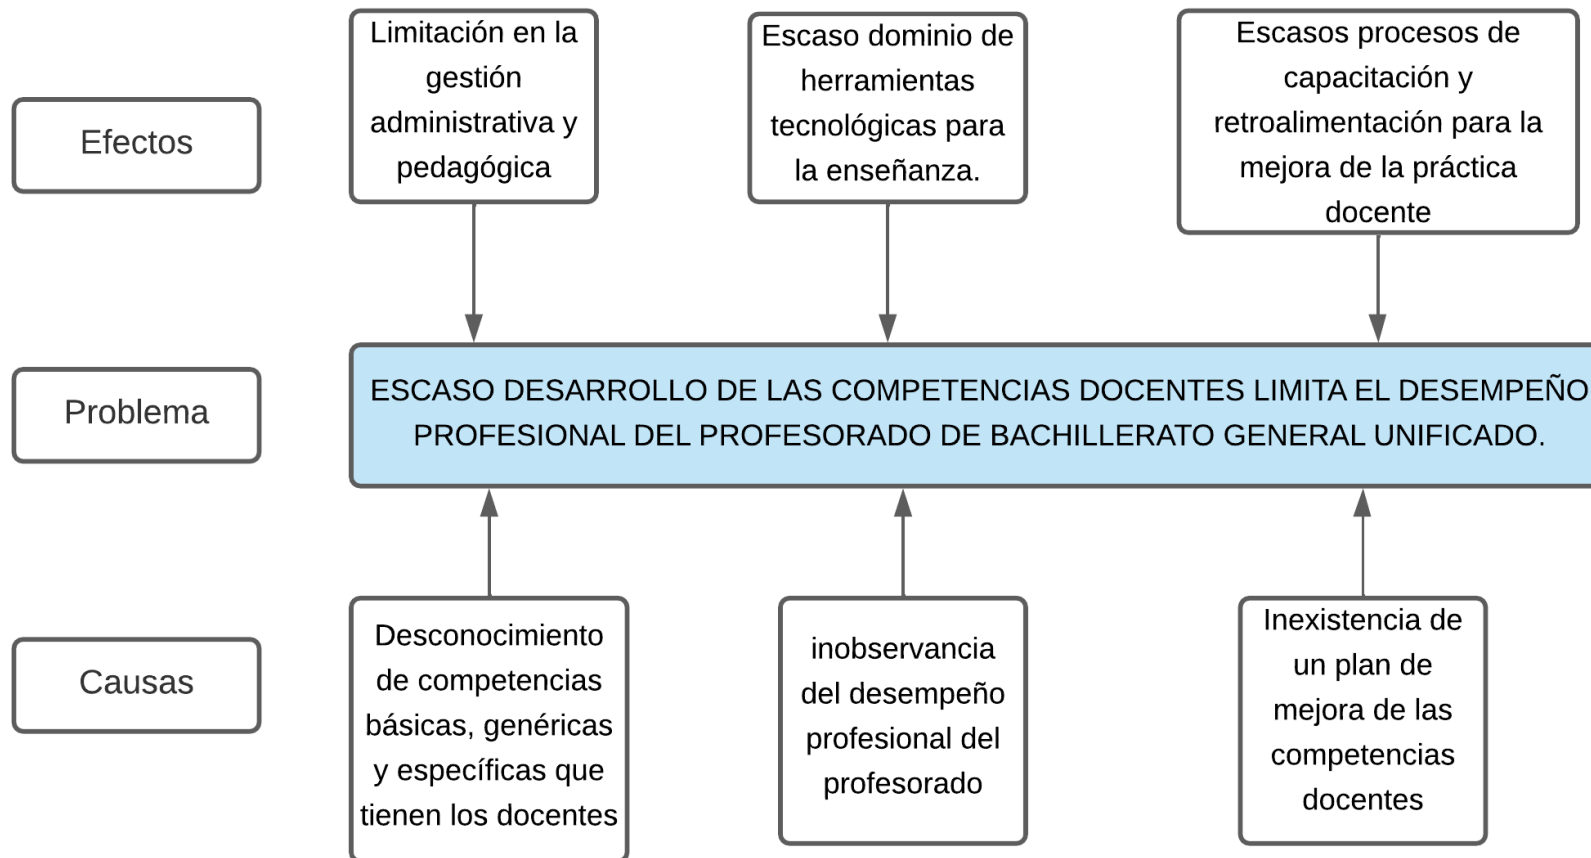 Efectos
Limitación en la
gestión
administrativa y
pedagógica
Escaso dominio de
herramientas
tecnológicas para
la enseñanza.
Escasos procesos de
capacitación y
retroalimentación para la
mejora de la práctica
docente
Problema
ESCASO DESARROLLO DE LAS COMPETENCIAS DOCENTES LIMITA EL DESEMPEÑO
PROFESIONAL DEL PROFESORADO DE BACHILLERATO GENERAL UNIFICADO.
Causas
Desconocimiento
de competencias
básicas, genéricas
y específicas que
tienen los docentes
inobservancia
del desempeño
profesional del
profesorado
Inexistencia de
un plan de
mejora de las
competencias
docentes